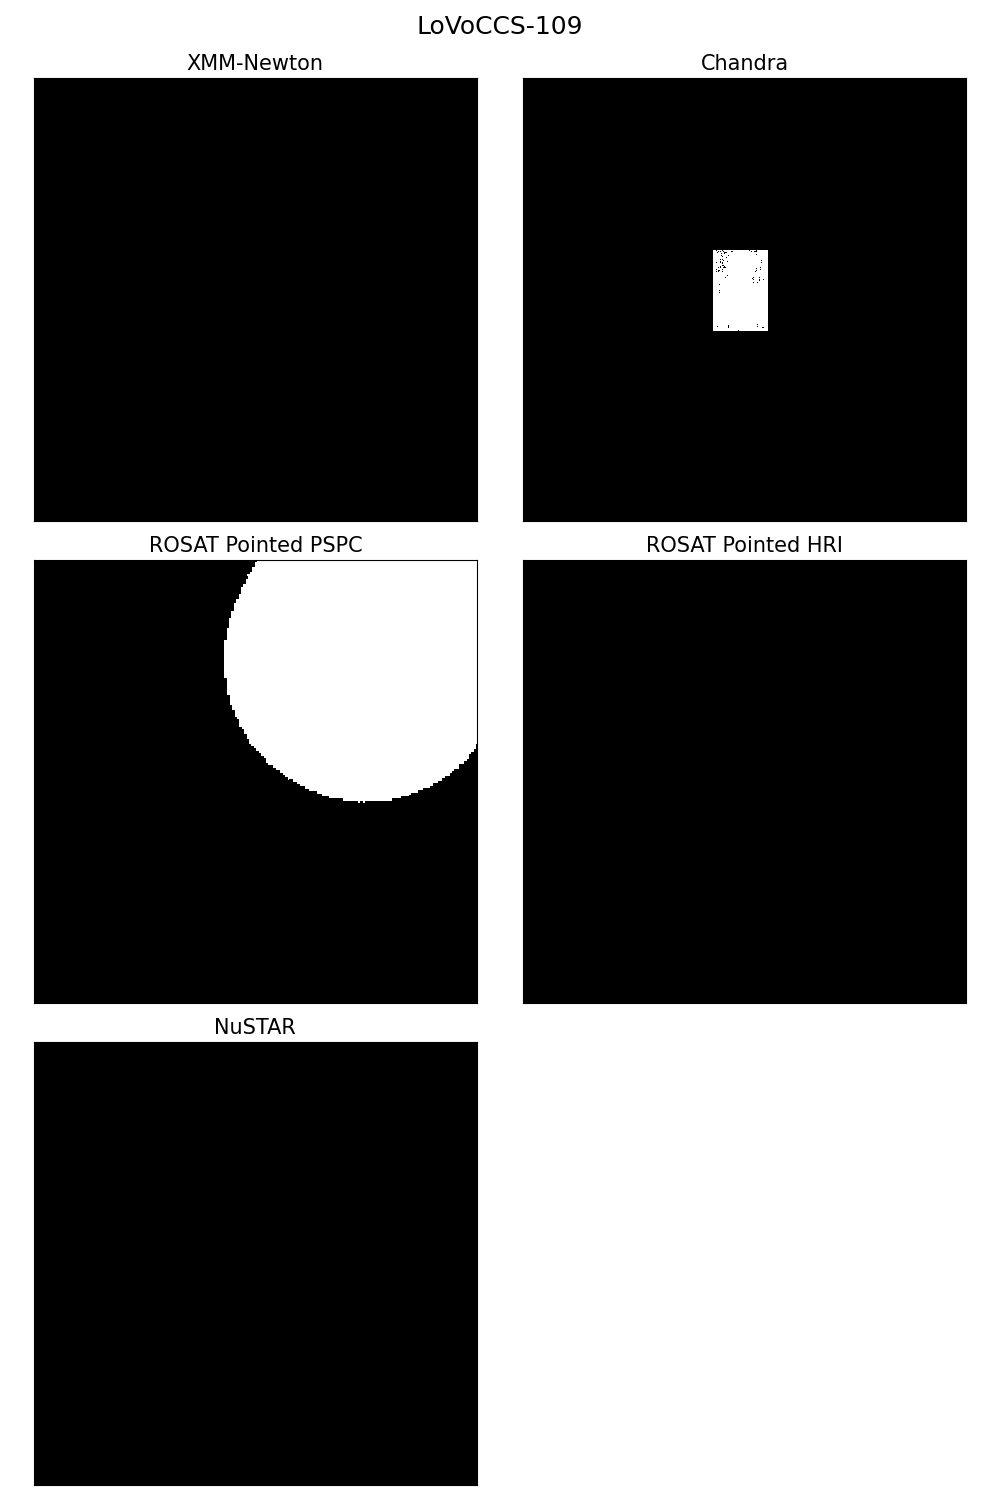 LoVoCCS-109
XMM-Newton
Chandra
ROSAT Pointed PSPC
ROSAT Pointed HRI
NuSTAR